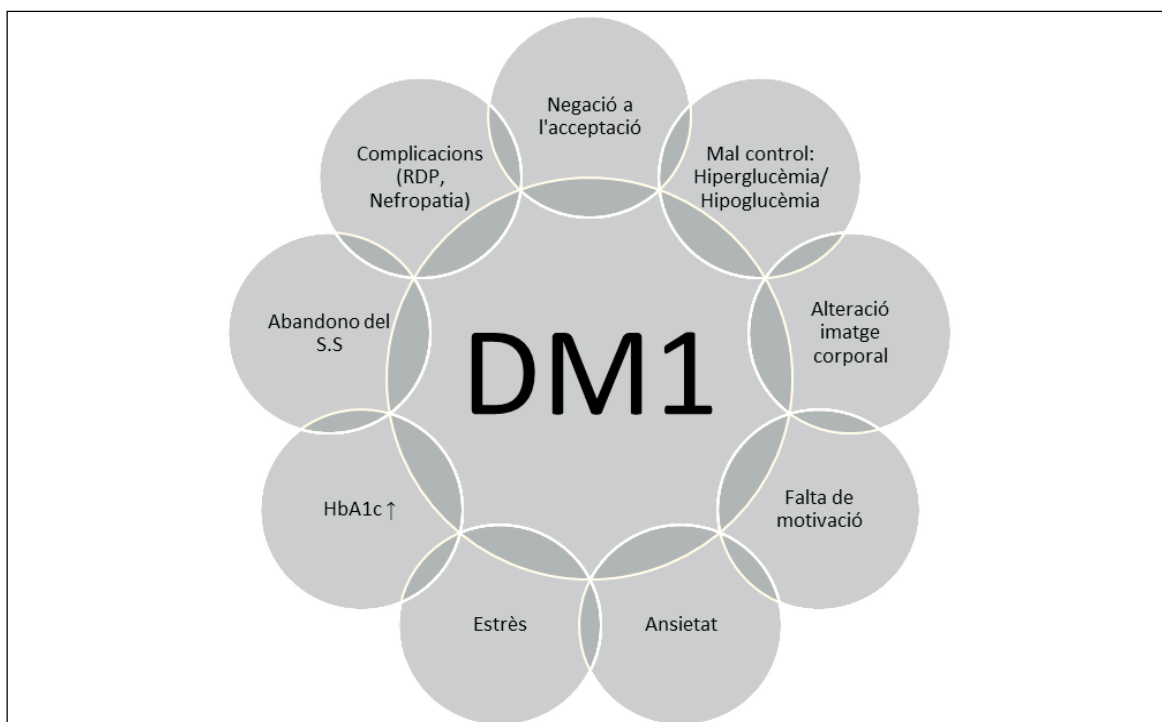 Negació a
l'acceptació
Mal control:
Hiperglucèmia/
Hipoglucèmia
Alteració
imatge
corporal
Falta de
motivació
Ansietat
Estrès
HbA1c ↑
Abandono del
S.S
Complicacions
(RDP,
Nefropatia)
DM1